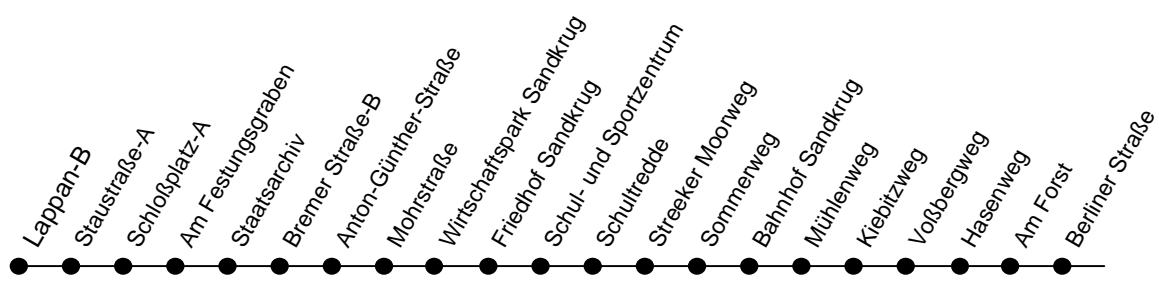 Lappan-B
Staustraße-A
Schloßplatz-A
Am Festungsgraben
Staatsarchiv
Bremer Straße-B
Anton-Günther-Straße
Mohrstraße
Wirtschaftspark Sandkrug
Friedhof Sandkrug
Schul- und Sportzentrum
Schultredde
Streeker Moorweg
Sommerweg
Bahnhof Sandkrug
Mühlenweg
Kiebitzweg
Voßbergweg
Hasenweg
Am Forst
Berliner Straße